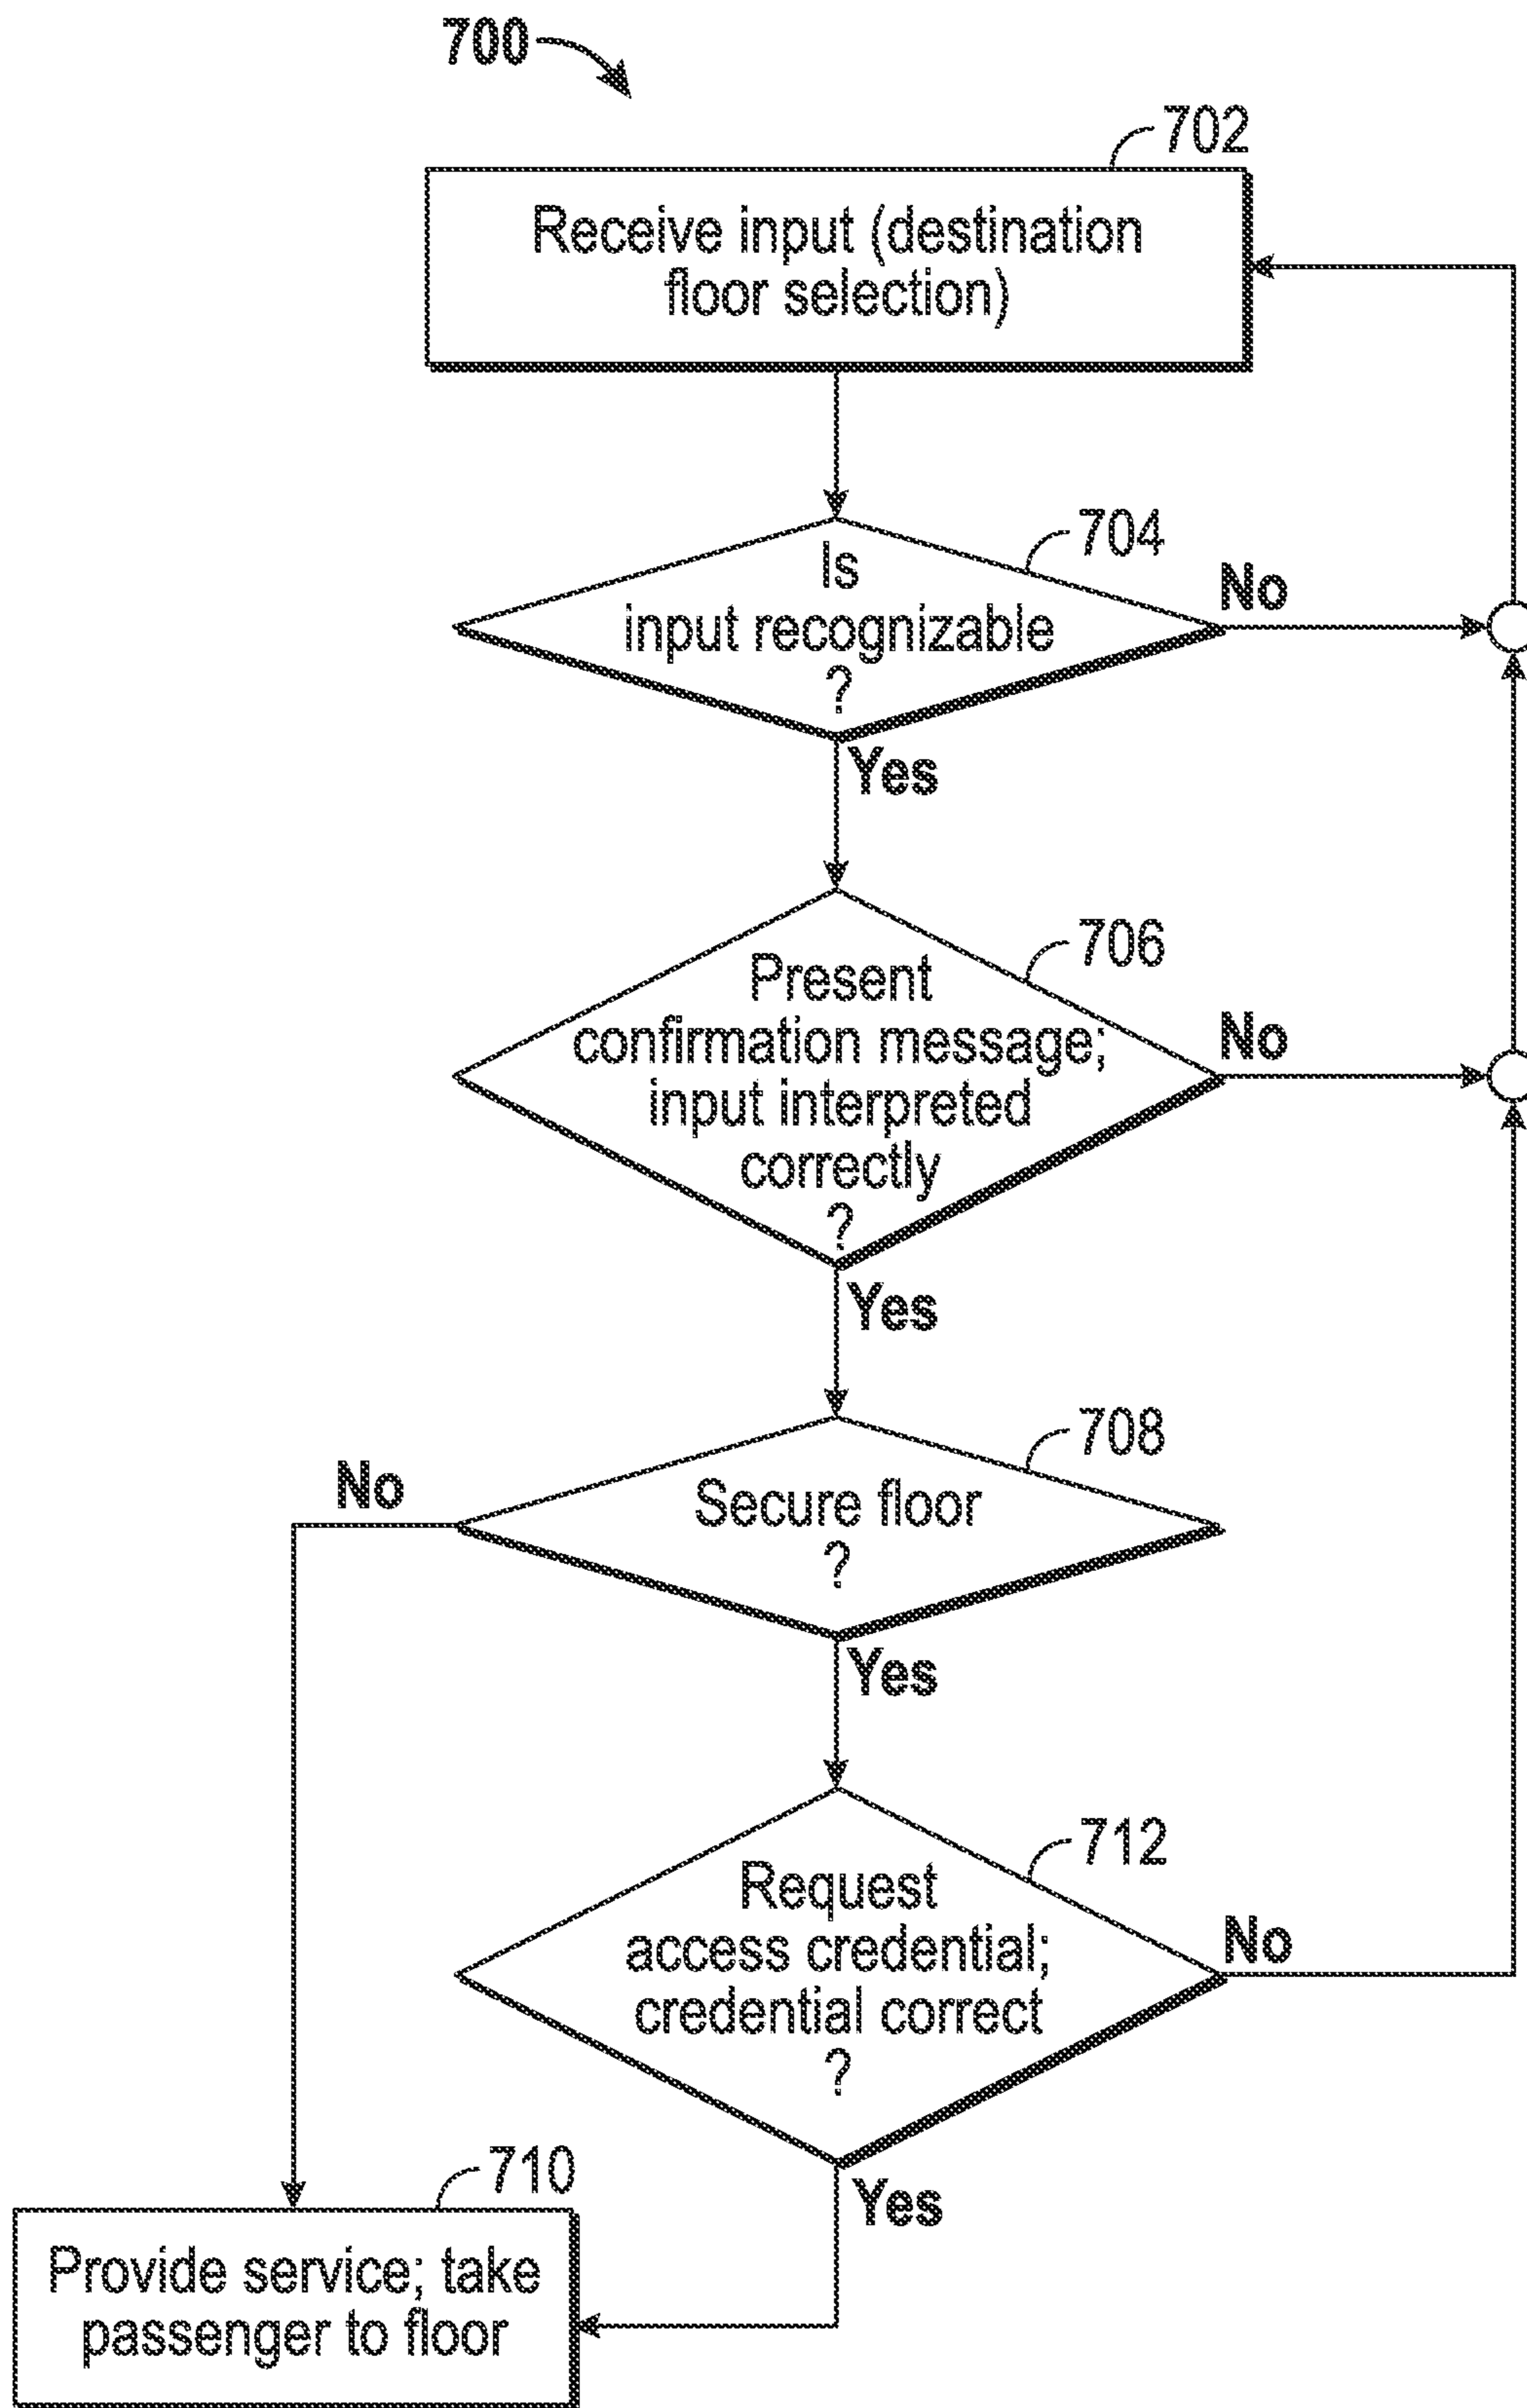 700
702
Receive input (destination
floor selection)
704
Is
input recognizable
?
No
Yes
706
Present
confirmation message;
input interpreted
correctly
?
No
Yes
708
No
Secure floor
?
Yes
712
Request
access credential;
credential correct
?
No
Yes
710
Provide service; take
passenger to floor